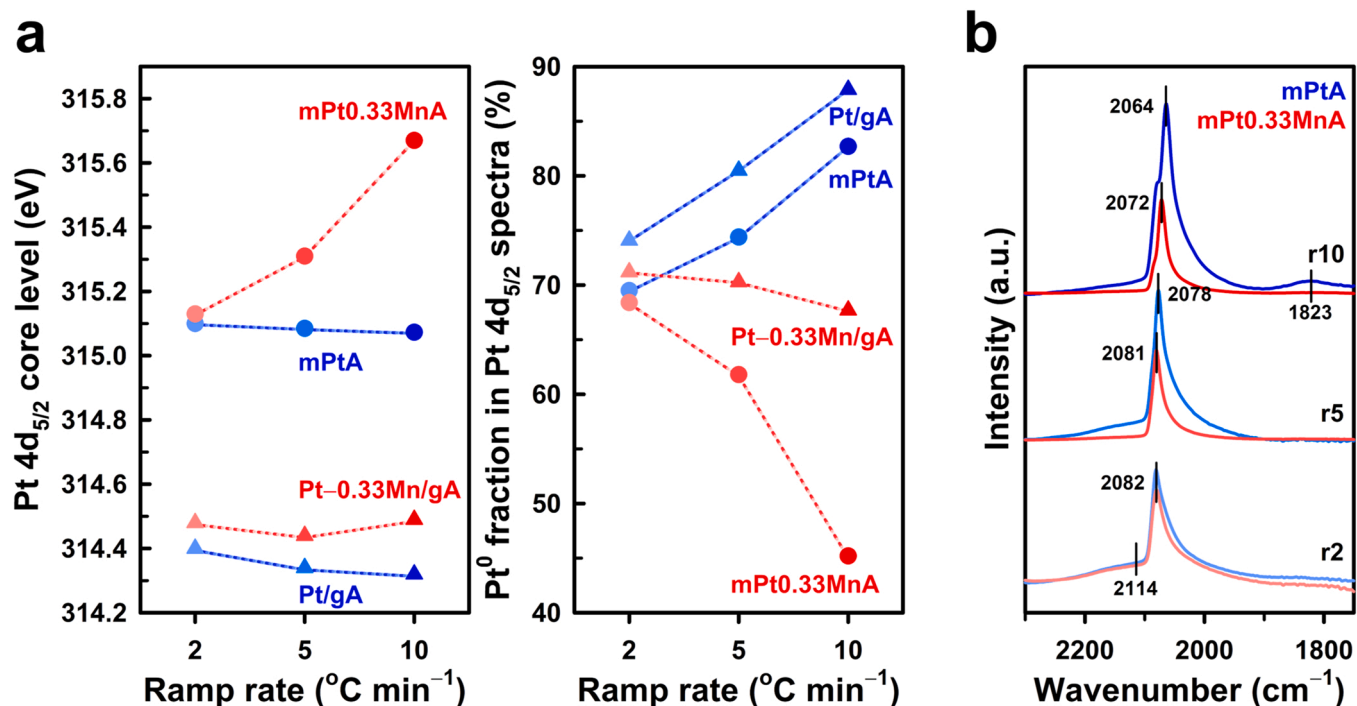 a
Pt 4d5/2 core level (eV)
315.8
315.6
315.4
315.2
315.0
314.8
314.6
314.4
314.2
mPt0.33MnA
mPtA
Pt–0.33Mn/gA
Pt/gA
2
5
10
Ramp rate (°C min⁻¹)
Pt⁰ fraction in Pt 4d5/2 spectra (%)
90
80
70
60
50
40
Pt/gA
mPtA
Pt–0.33Mn/gA
mPt0.33MnA
2
5
10
Ramp rate (°C min⁻¹)
b
Intensity (a.u.)
mPtA
mPt0.33MnA
2064
2072
r10
2078
1823
2081
r5
2082
r2
2114
2200
2000
1800
Wavenumber (cm⁻¹)